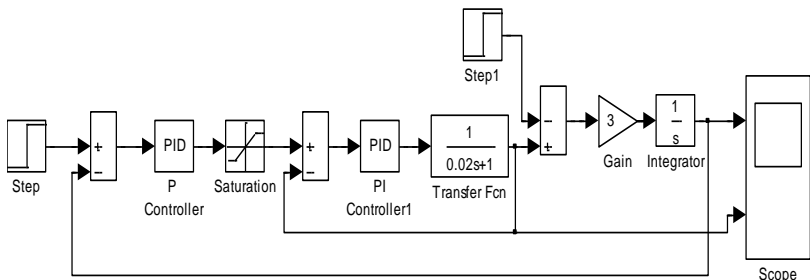 Step1
Step
+
−
PID
P
Controller
Saturation
+
−
PID
PI
Controller1
1
0.02s+1
Transfer Fcn
−
+
3
Gain
1
s
Integrator
Scope